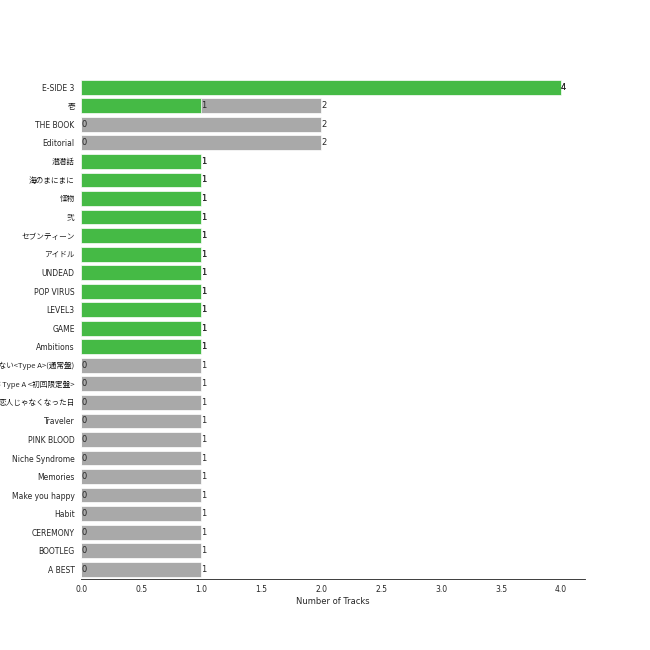 E-SIDE 3 4
壱 1 2
THE BOOK 0 2
Editorial 0 2
潜潜話 1
海のまにまに 1
怪物 1
弐 1
セブンティーン 1
アイドル 1
UNDEAD 1
POP VIRUS 1
LEVEL3 1
GAME 1
Ambitions 1
ない<Type A>(通常盤) 0 1
Type A <初回限定盤> 0 1
恋人じゃなくなった日 0 1
Traveler 0 1
PINK BLOOD 0 1
Niche Syndrome 0 1
Memories 0 1
Make you happy 0 1
Habit 0 1
CEREMONY 0 1
BOOTLEG 0 1
A BEST 0 1
0.0 0.5 1.0 1.5 2.0 2.5 3.0 3.5 4.0
Number of Tracks